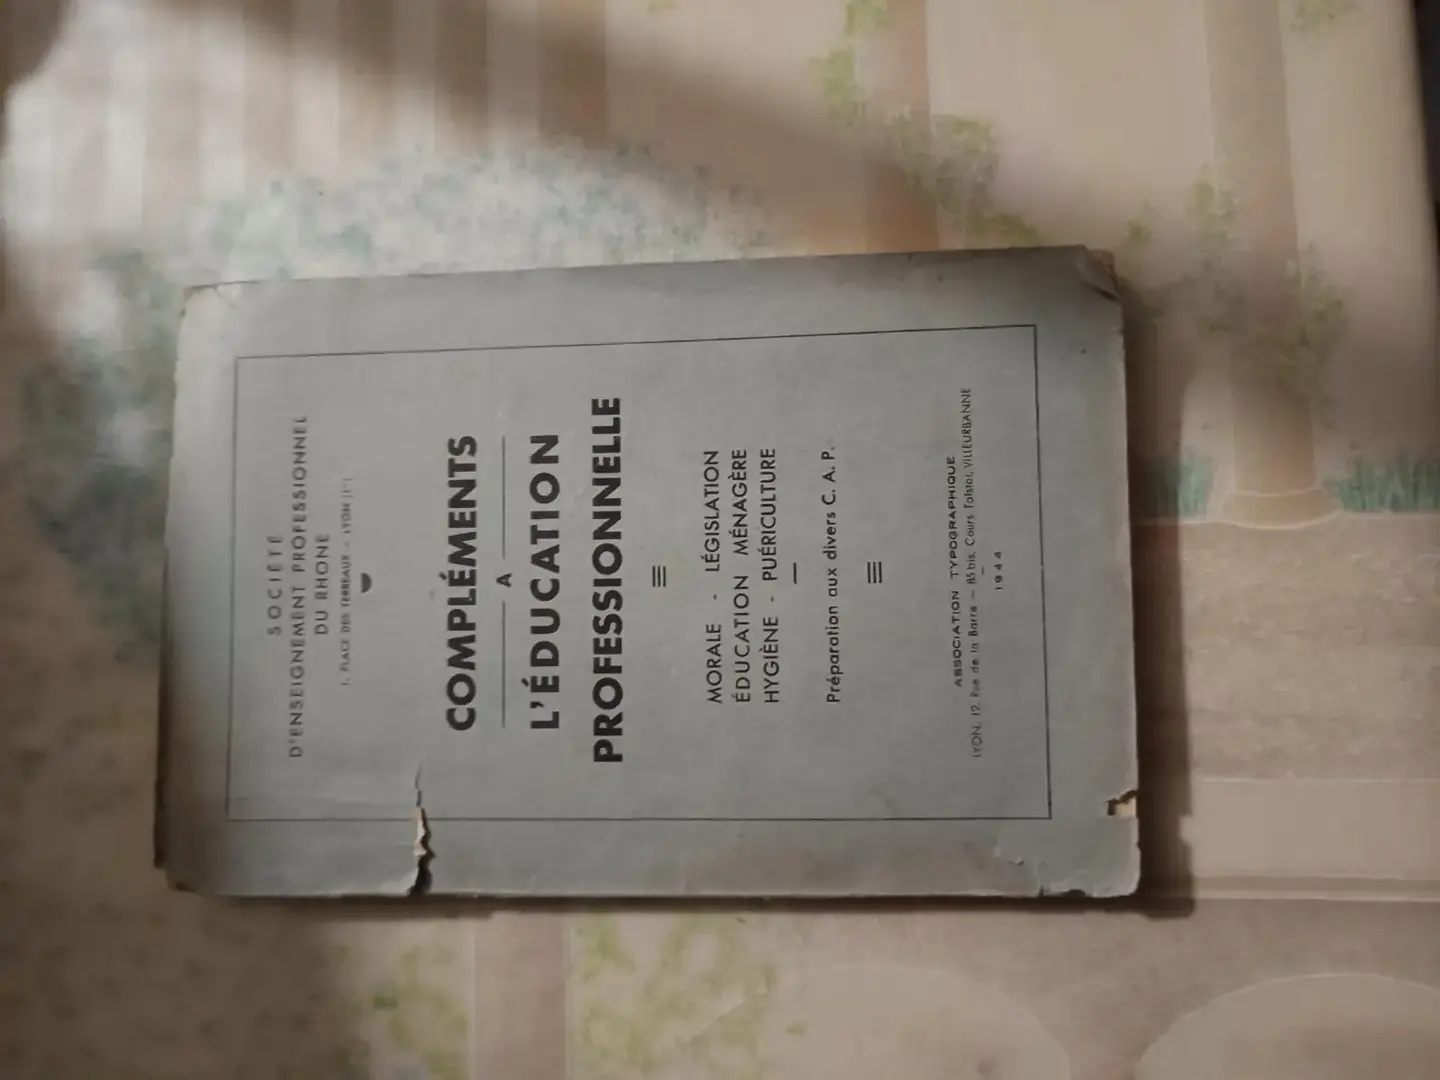 SOCIÉTÉ
D'ENSEIGNEMENT PROFESSIONNEL
DU RHONE
1, PLACE DES TERREAUX - LYON (1er)
COMPLÉMENTS
A
L'ÉDUCATION
PROFESSIONNELLE
MORALE - LÉGISLATION
ÉDUCATION MÉNAGÈRE
HYGIÈNE - PUÉRICULTURE
Préparation aux divers C. A. P.
ASSOCIATION TYPOGRAPHIQUE
LYON, 12, Rue de la Barre — 85 bis, Cours Tolstoï, VILLEURBANNE
1944